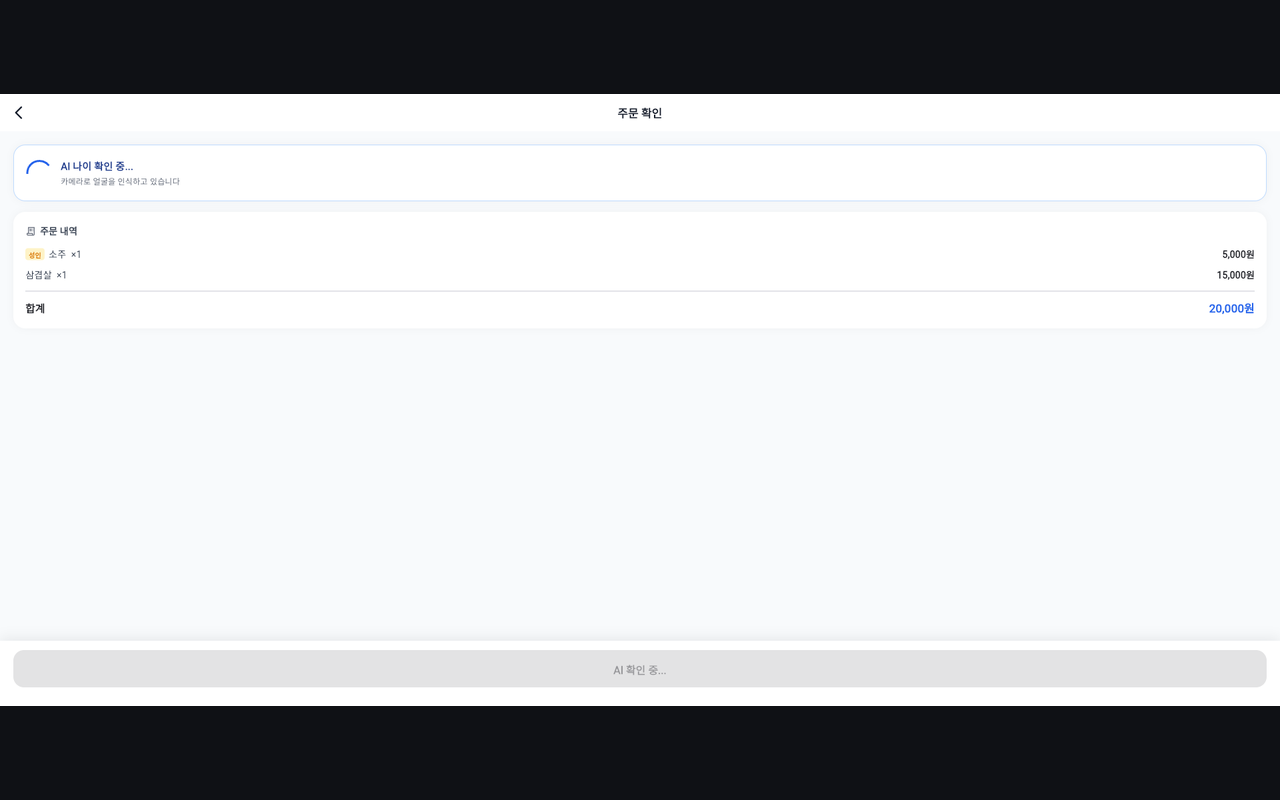 주문 확인
AI 나이 확인 중...
카메라로 얼굴을 인식하고 있습니다
주문 내역
성인 소주 ×1 5,000원
삼겹살 ×1 15,000원
합계 20,000원
AI 확인 중...